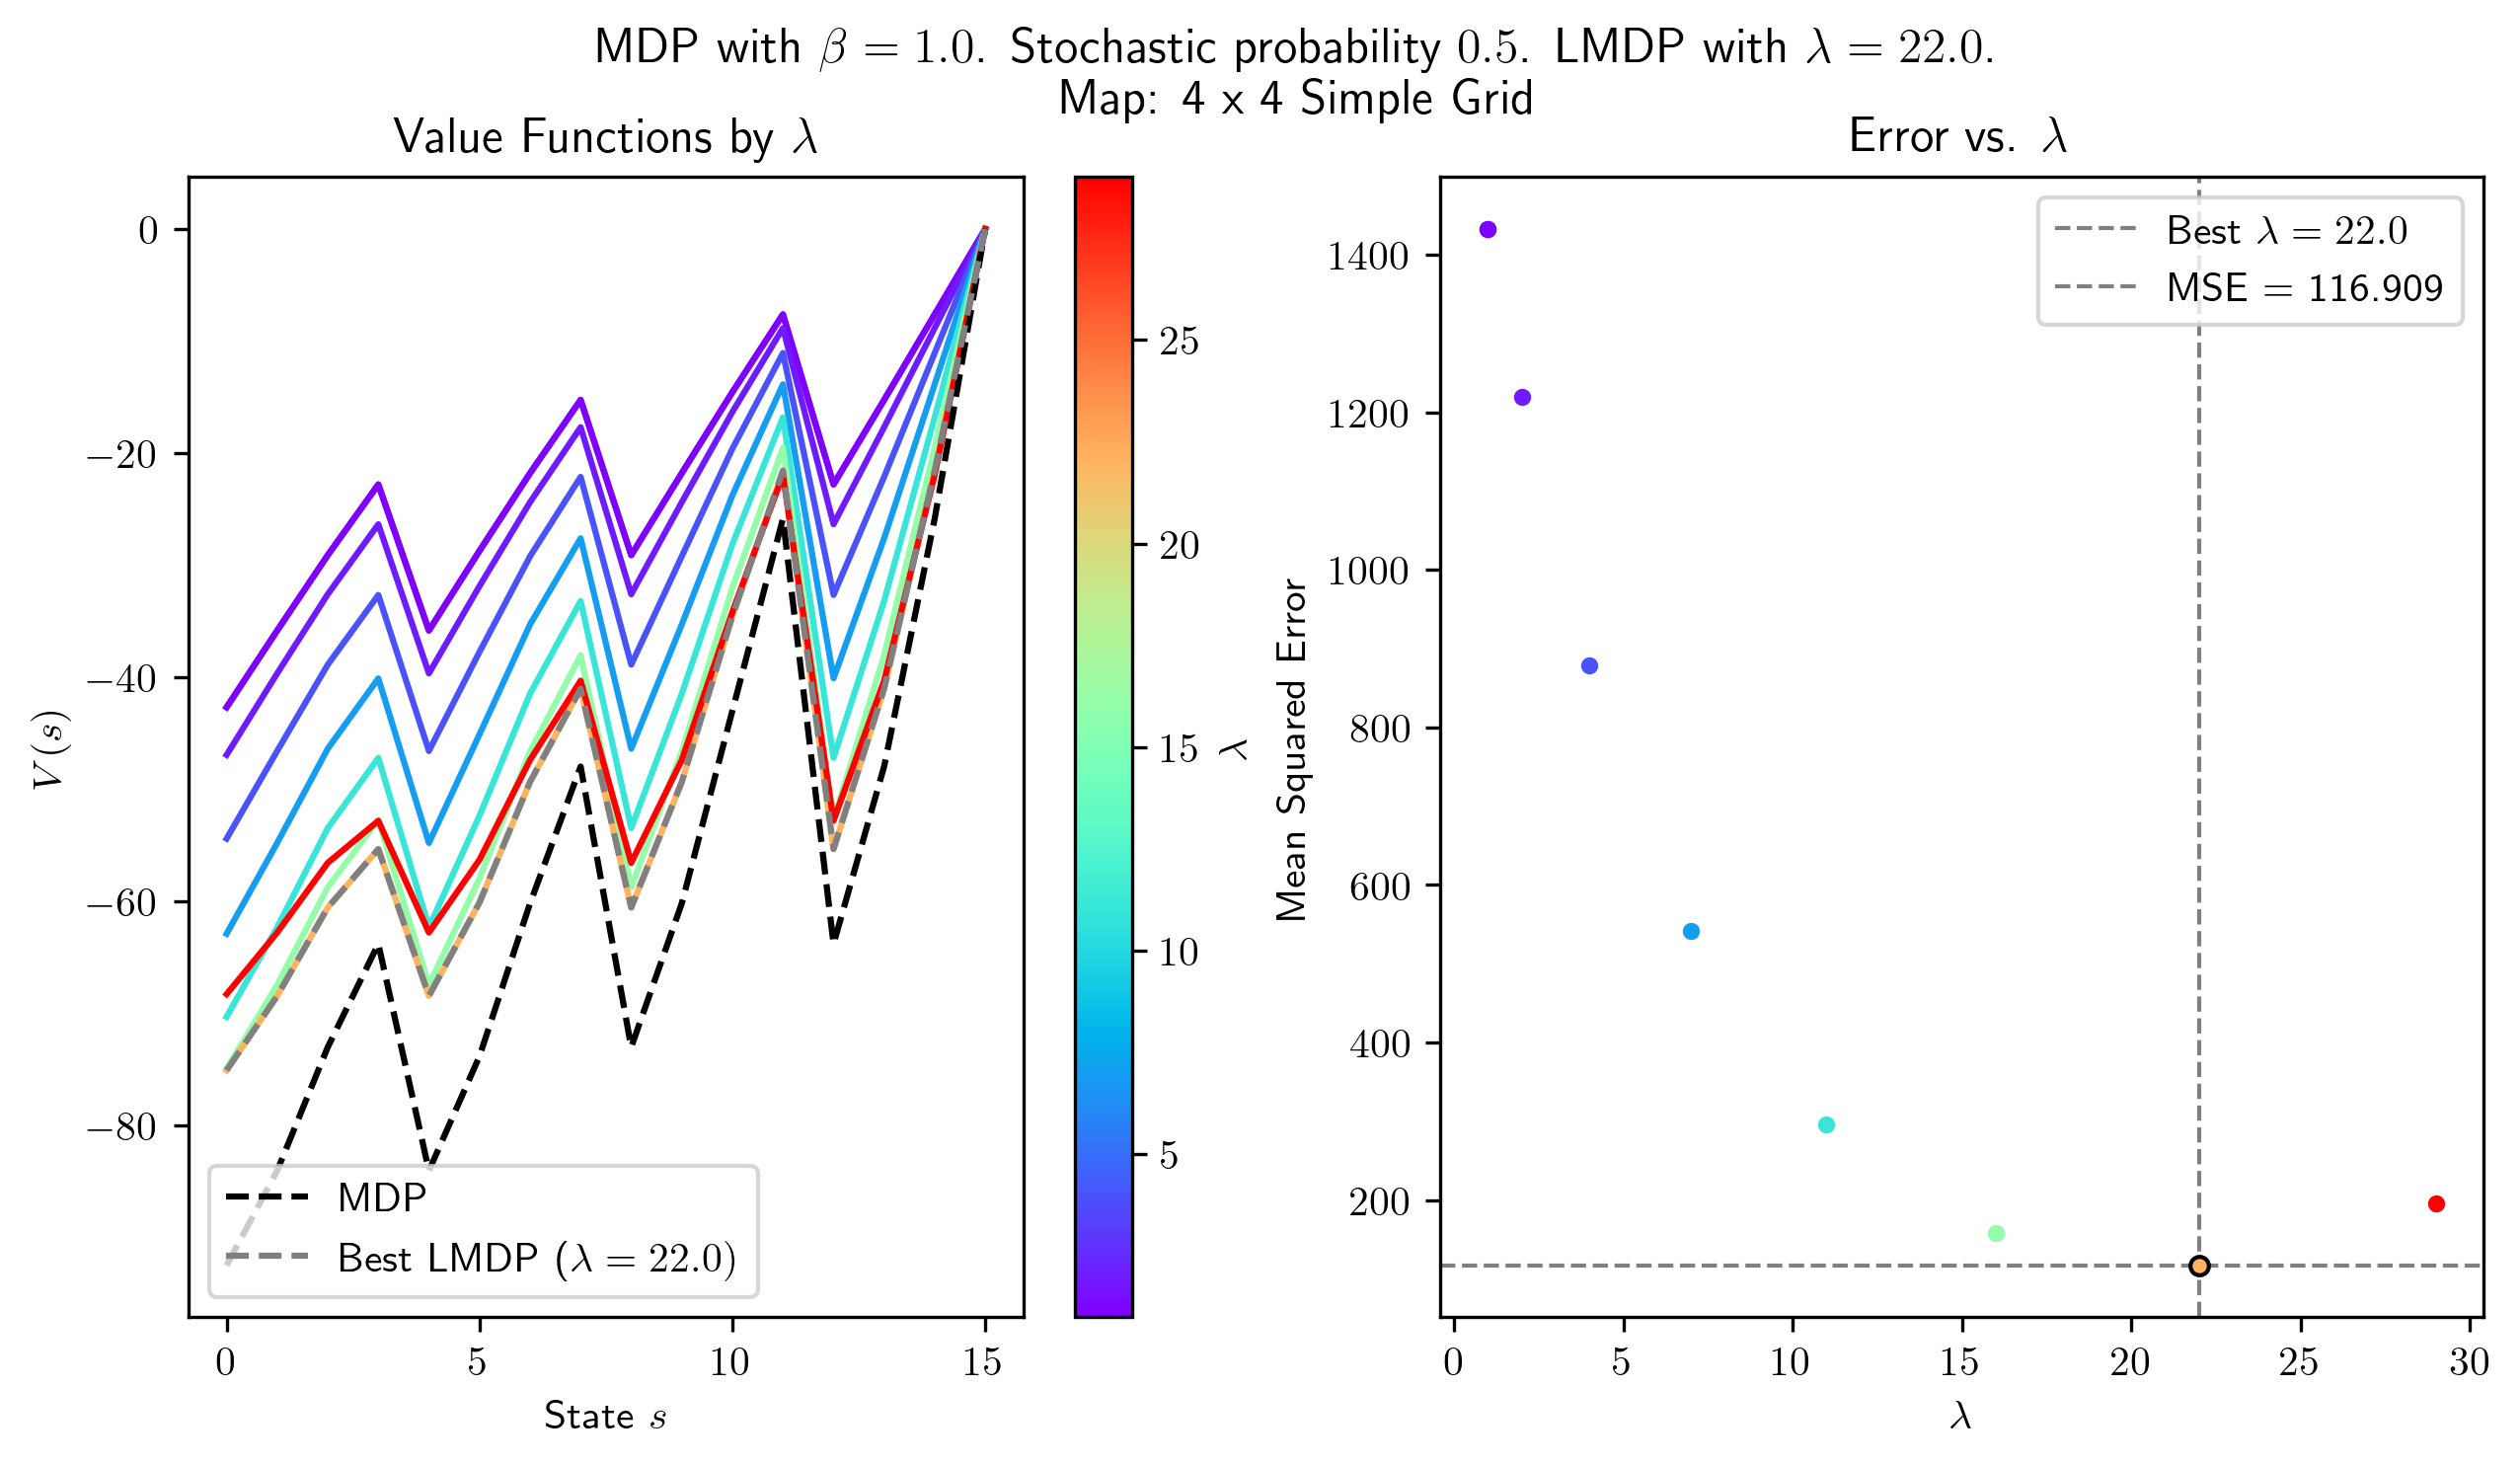 MDP with β = 1.0. Stochastic probability 0.5. LMDP with λ = 22.0.
Map: 4 x 4 Simple Grid
Value Functions by λ
0
−20
−40
−60
−80
V(s)
MDP
Best LMDP (λ = 22.0)
0 5 10 15
State s
25
20
15
10
5
λ
Error vs. λ
1400
1200
1000
800
600
400
200
Mean Squared Error
Best λ = 22.0
MSE = 116.909
0 5 10 15 20 25 30
λ